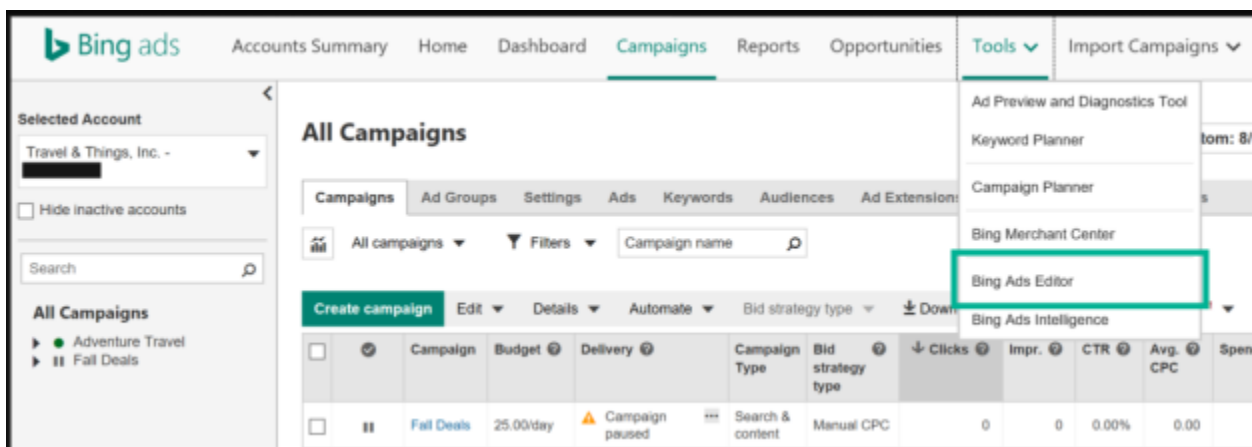 Bing ads
Accounts Summary Home Dashboard Campaigns Reports Opportunities Tools Import Campaigns
Selected Account
Travel & Things, Inc. -
Hide inactive accounts
Search
All Campaigns
Adventure Travel
Fall Deals
All Campaigns
Ad Preview and Diagnostics Tool
Keyword Planner
Campaign Planner
Bing Merchant Center
Bing Ads Editor
Bing Ads Intelligence
tom: 8/
Campaigns Ad Groups Settings Ads Keywords Audiences Ad Extension
All campaigns Filters Campaign name
Create campaign Edit Details Automate Bid strategy type Down
Campaign Budget Delivery Campaign Type Bid strategy type Clicks Impr. CTR Avg. CPC Spen
Fall Deals 25.00/day Campaign paused Search & content Manual CPC 0 0 0.00% 0.00